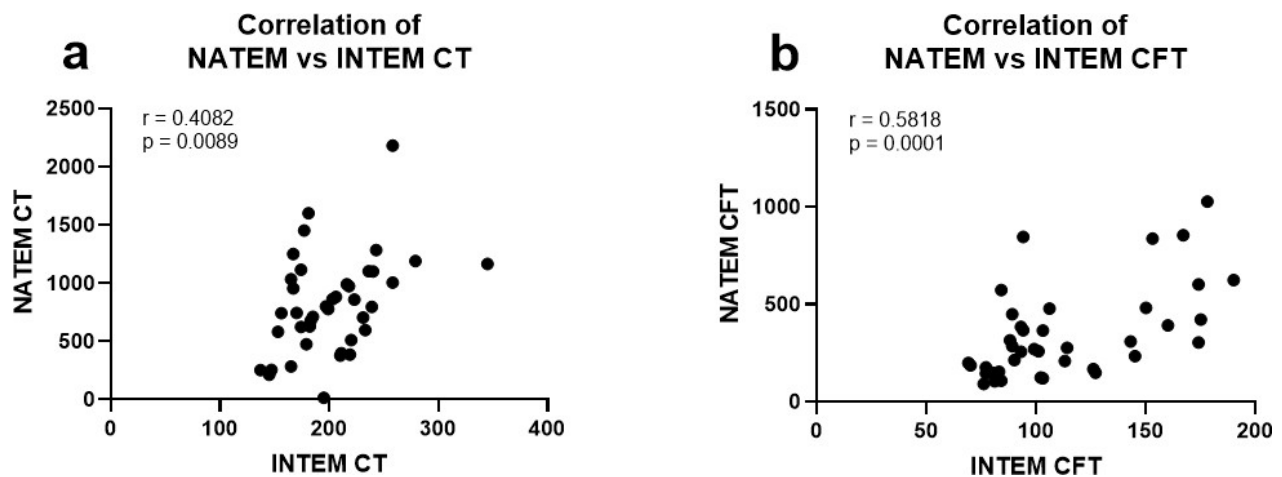 a
Correlation of
NATEM vs INTEM CT
r = 0.4082
p = 0.0089
2500
2000
1500
1000
500
0
NATEM CT
0 100 200 300 400
INTEM CT
b
Correlation of
NATEM vs INTEM CFT
r = 0.5818
p = 0.0001
1500
1000
500
0
NATEM CFT
0 50 100 150 200
INTEM CFT